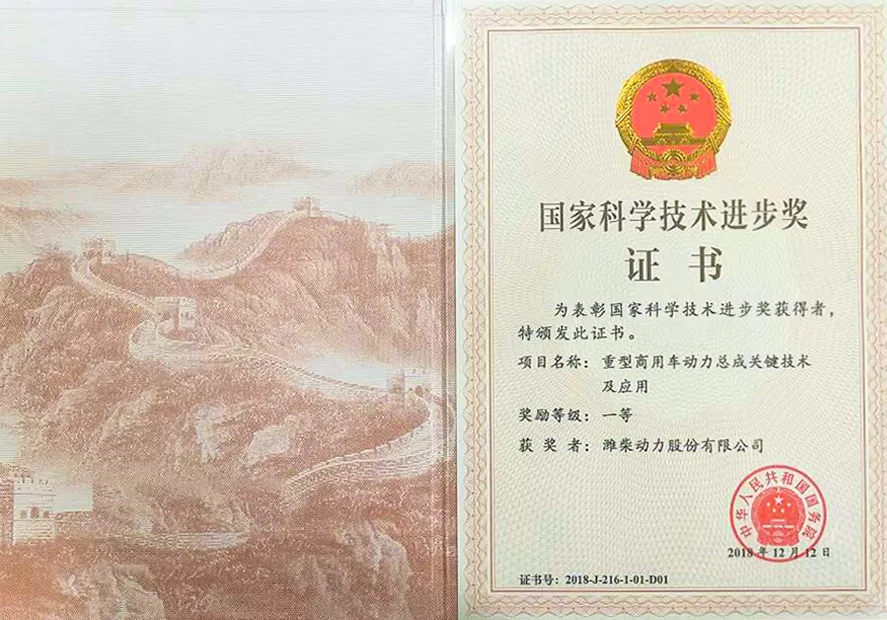 国家科学技术进步奖
证书
为表彰国家科学技术进步奖获得者，
特颁发此证书。
项目名称： 重型商用车动力总成关键技术
及应用
奖励等级： 一等
获奖者： 潍柴动力股份有限公司
中华人民共和国国务院
2018年12月12日
证书号： 2018-J-216-1-01-D01